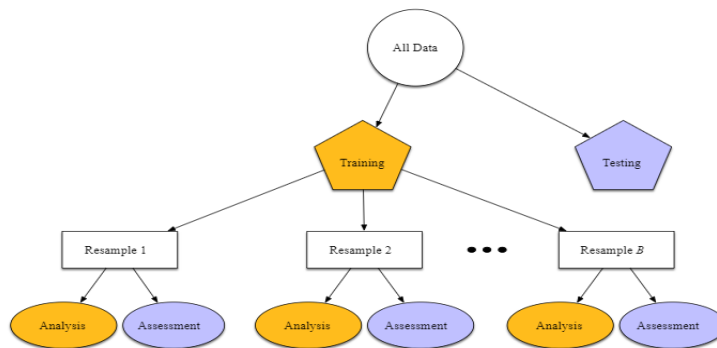 All Data
Training
Testing
Resample 1
Resample 2
Resample B
Analysis
Assessment
Analysis
Assessment
Analysis
Assessment